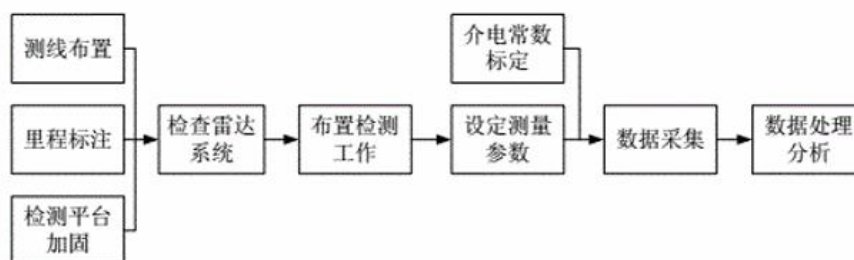 测线布置
里程标注
检测平台
加固
检查雷达
系统
布置检测
工作
介电常数
标定
设定测量
参数
数据采集
数据处理
分析